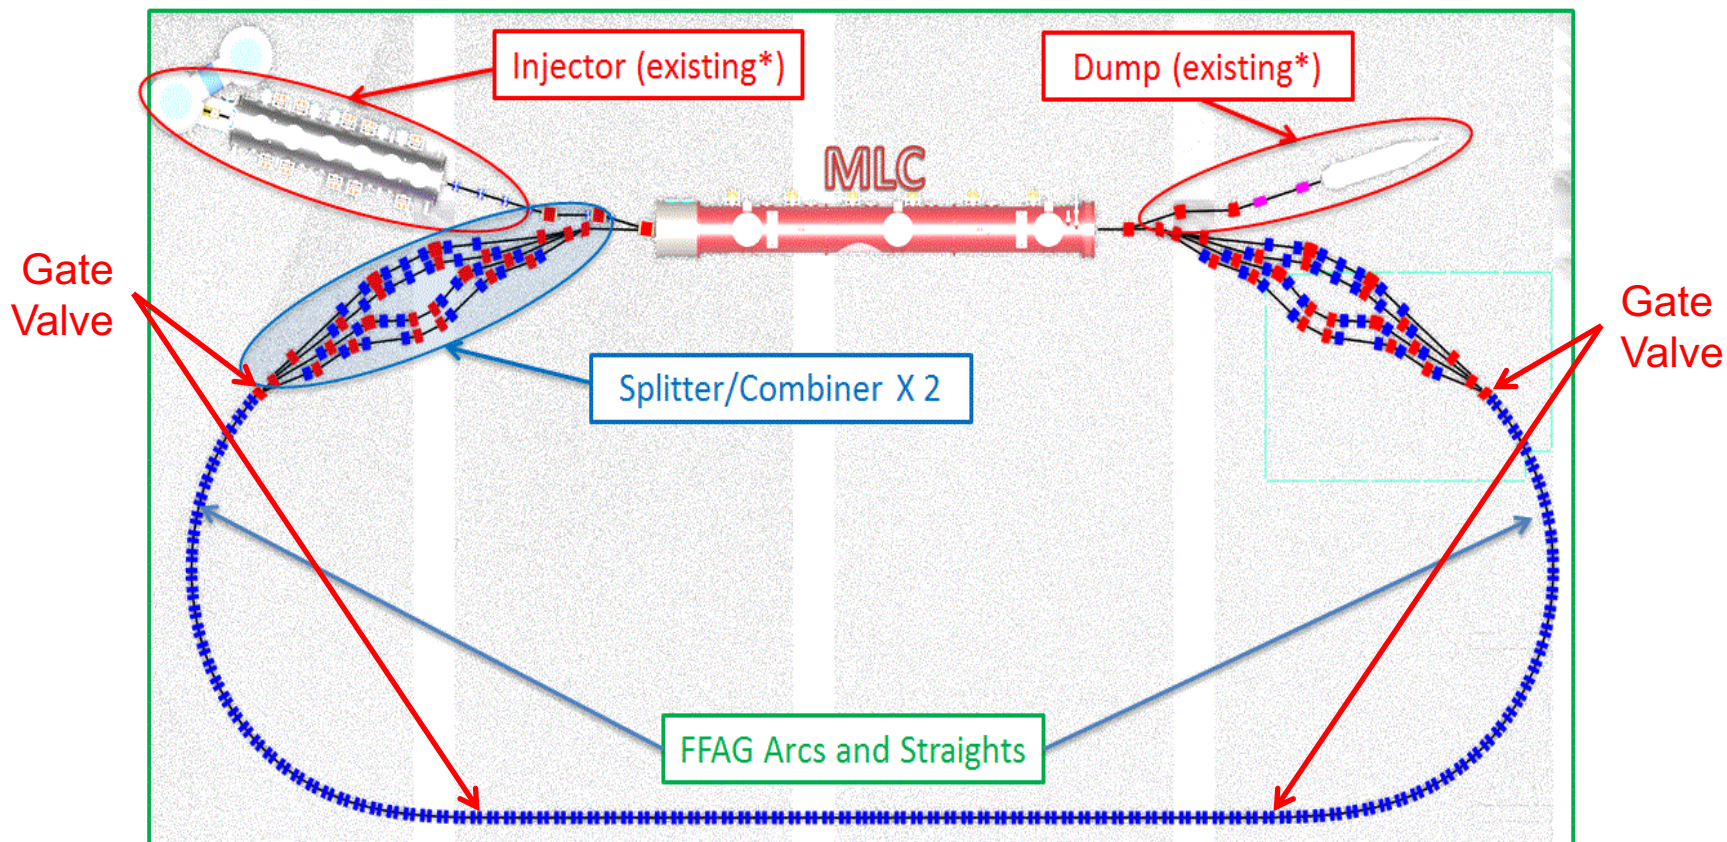 Injector (existing*)
Dump (existing*)
MLC
Gate
Valve
Gate
Valve
Splitter/Combiner X 2
FFAG Arcs and Straights